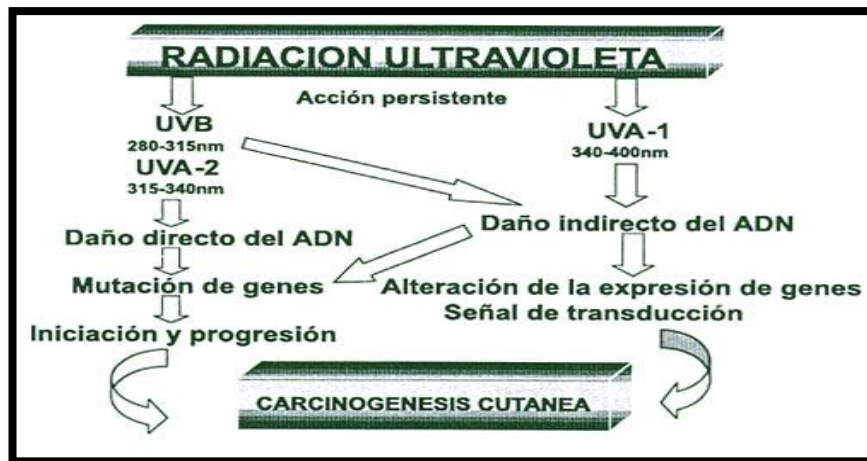 RADIACION ULTRAVIOLETA
Acción persistente
UVB
280-315nm
UVA-2
315-340nm
UVA-1
340-400nm
Daño directo del ADN
Daño indirecto del ADN
Mutación de genes
Alteración de la expresión de genes
Señal de transducción
Iniciación y progresión
CARCINOGENESIS CUTANEA